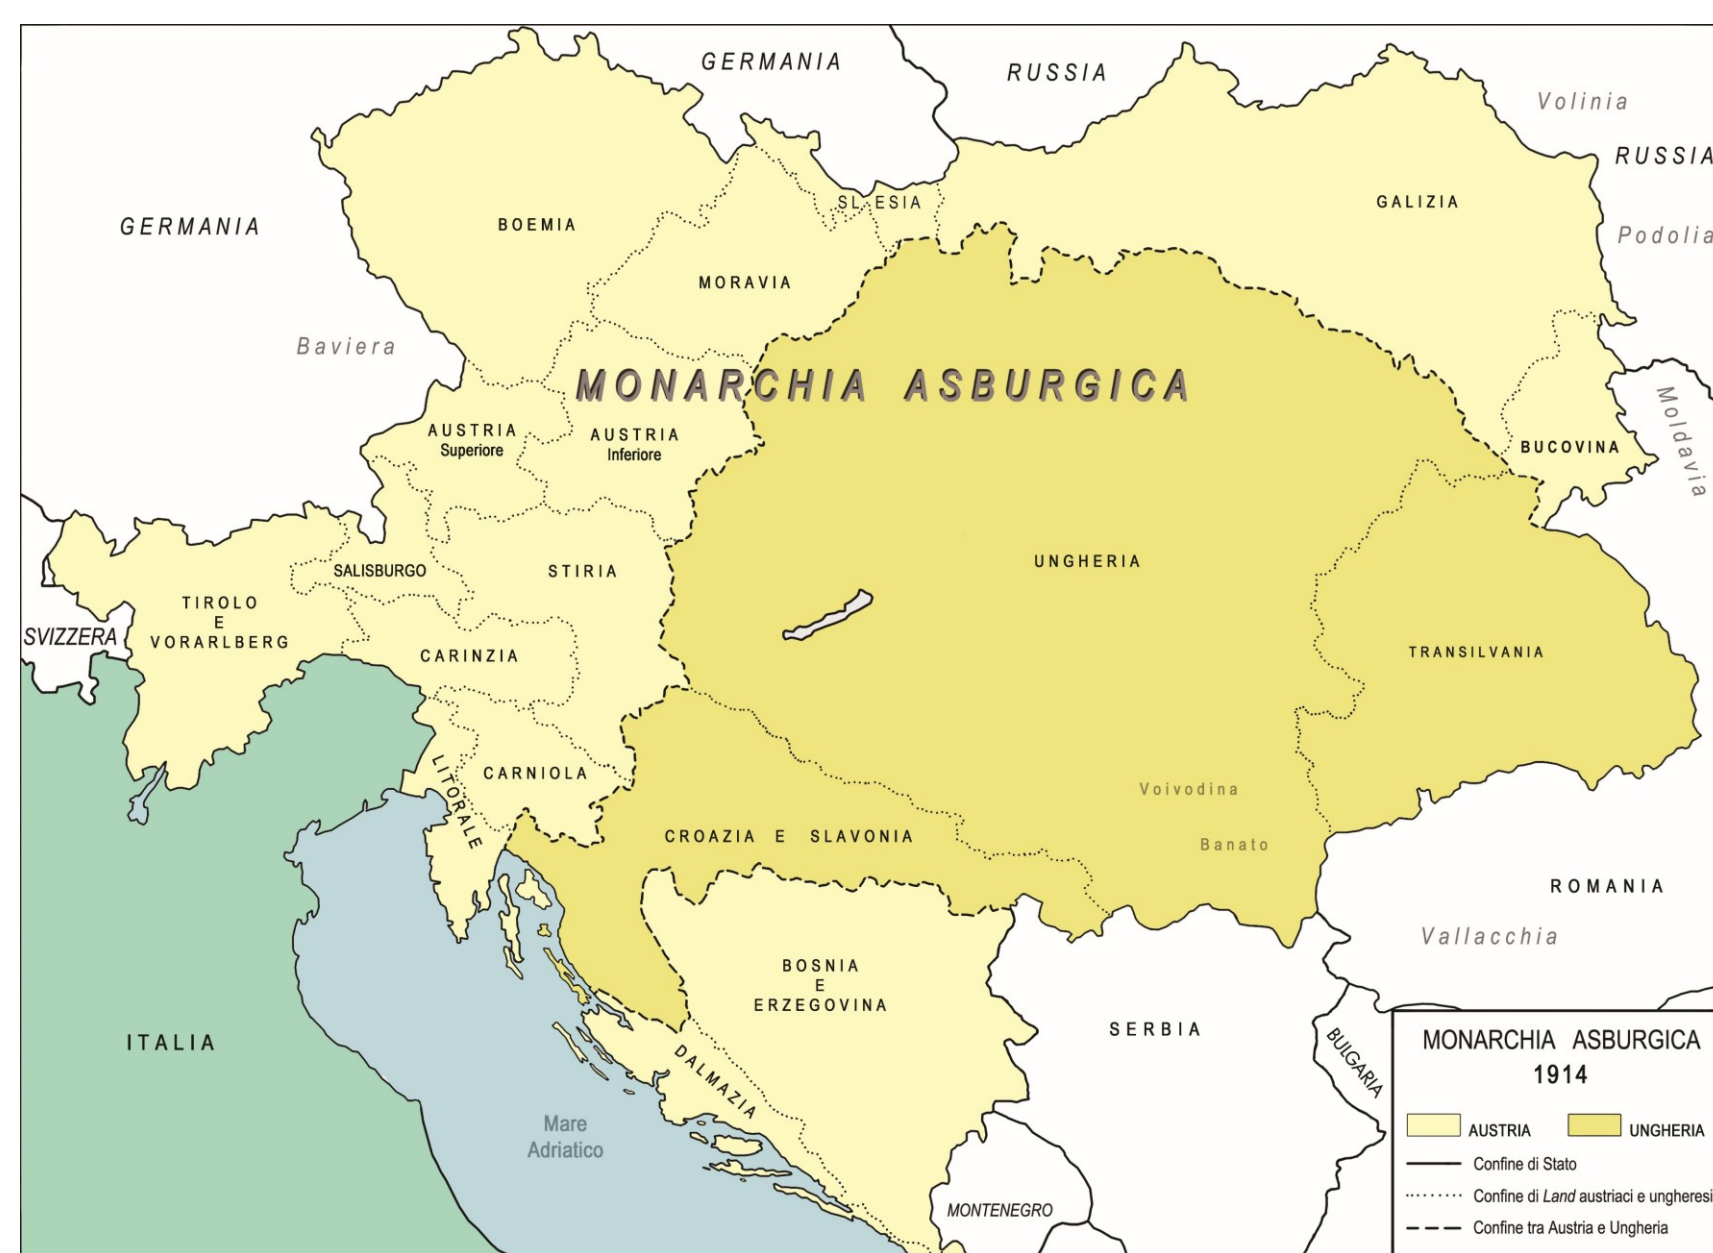 GERMANIA
RUSSIA
Volinia
RUSSIA
Podolia
GERMANIA
BOEMIA
SLESIA
GALIZIA
MORAVIA
Baviera
MONARCHIA ASBURGICA
Moldavia
AUSTRIA
Superiore
AUSTRIA
Inferiore
BUCOVINA
SALISBURGO
STIRIA
UNGHERIA
TIROLO
E
VORARLBERG
SVIZZERA
CARINZIA
TRANSILVANIA
LITORALE
CARNIOLA
Voivodina
CROAZIA E SLAVONIA
Banato
ROMANIA
Vallacchia
BOSNIA
E
ERZEGOVINA
SERBIA
ITALIA
DALMAZIA
BULGARIA
Mare
Adriatico
MONTENEGRO
MONARCHIA ASBURGICA
1914
AUSTRIA
UNGHERIA
Confine di Stato
Confine di Land austriaci e ungheresi
Confine tra Austria e Ungheria